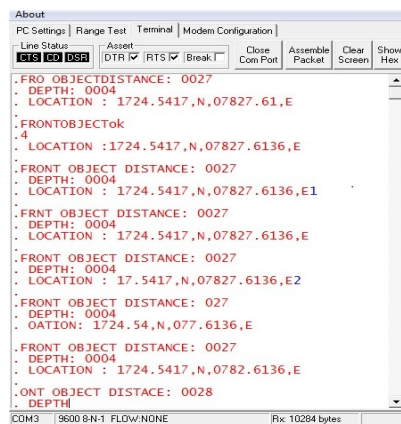 About
PC Settings Range Test Terminal Modem Configuration
Line Status Assert
CTS CD DSR DTR RTS Break Close Com Port Assemble Packet Clear Screen Show Hex
.FRO OBJECTDISTANCE: 0027
. DEPTH: 0004
. LOCATION : 1724.5417,N,07827.61,E
.
.FRONTOBJECTok
.4
. LOCATION :1724.5417,N,07827.6136,E
.
.FRONT OBJECT DISTANCE: 0027
. DEPTH: 0004
. LOCATION : 1724.5417,N,07827.6136,E1
.
.FRNT OBJECT DISTANCE: 0027
. DEPTH: 0004
. LOCATION : 1724.5417,N,07827.6136,E
.
.FRONT OBJECT DISTANCE: 0027
. DEPTH: 0004
. LOCATION : 17.5417,N,07827.6136,E2
.
.FRONT OBJECT DISTANCE: 027
. DEPTH: 0004
. OATION: 1724.54,N,077.6136,E
.
.FRONT OBJECT DISTANCE: 0027
. DEPTH: 0004
. LOCATION : 1724.5417,N,0782.6136,E
.
.ONT OBJECT DISTACE: 0028
. DEPTH
COM3 9600 8-N-1 FLOW:NONE Rx: 10284 bytes